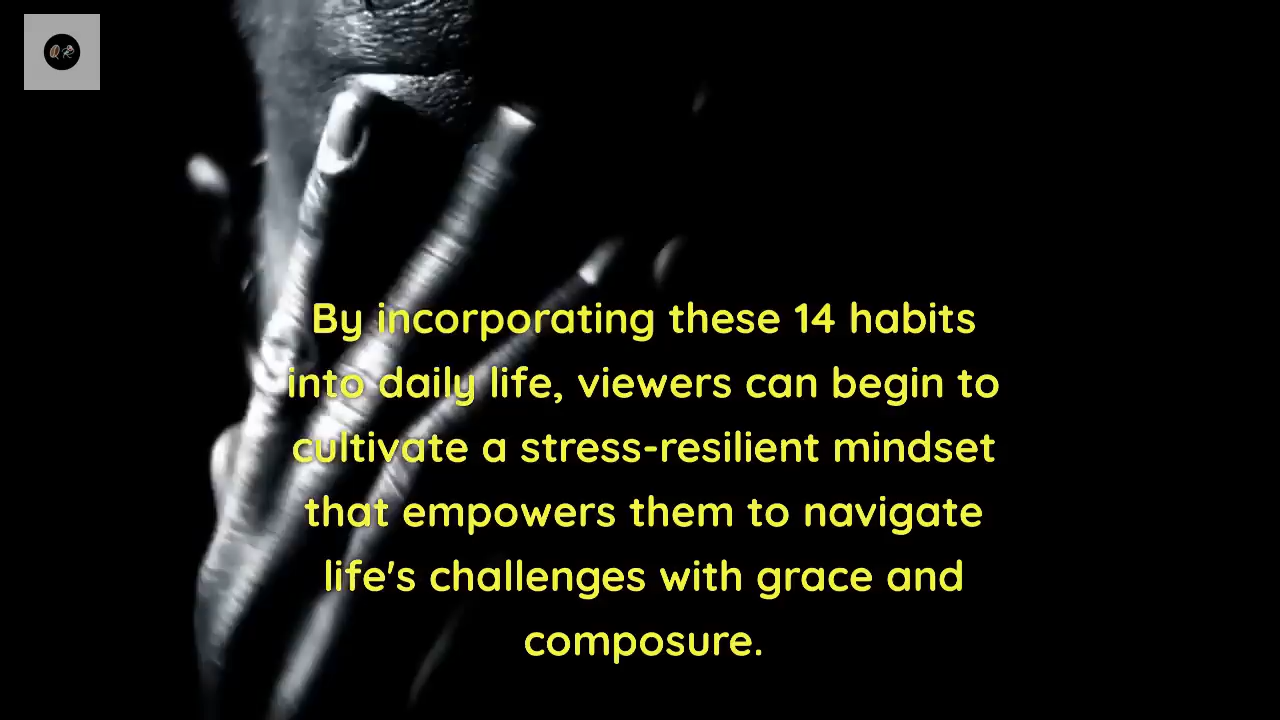 By incorporating these 14 habits
into daily life, viewers can begin to
cultivate a stress-resilient mindset
that empowers them to navigate
life's challenges with grace and
composure.